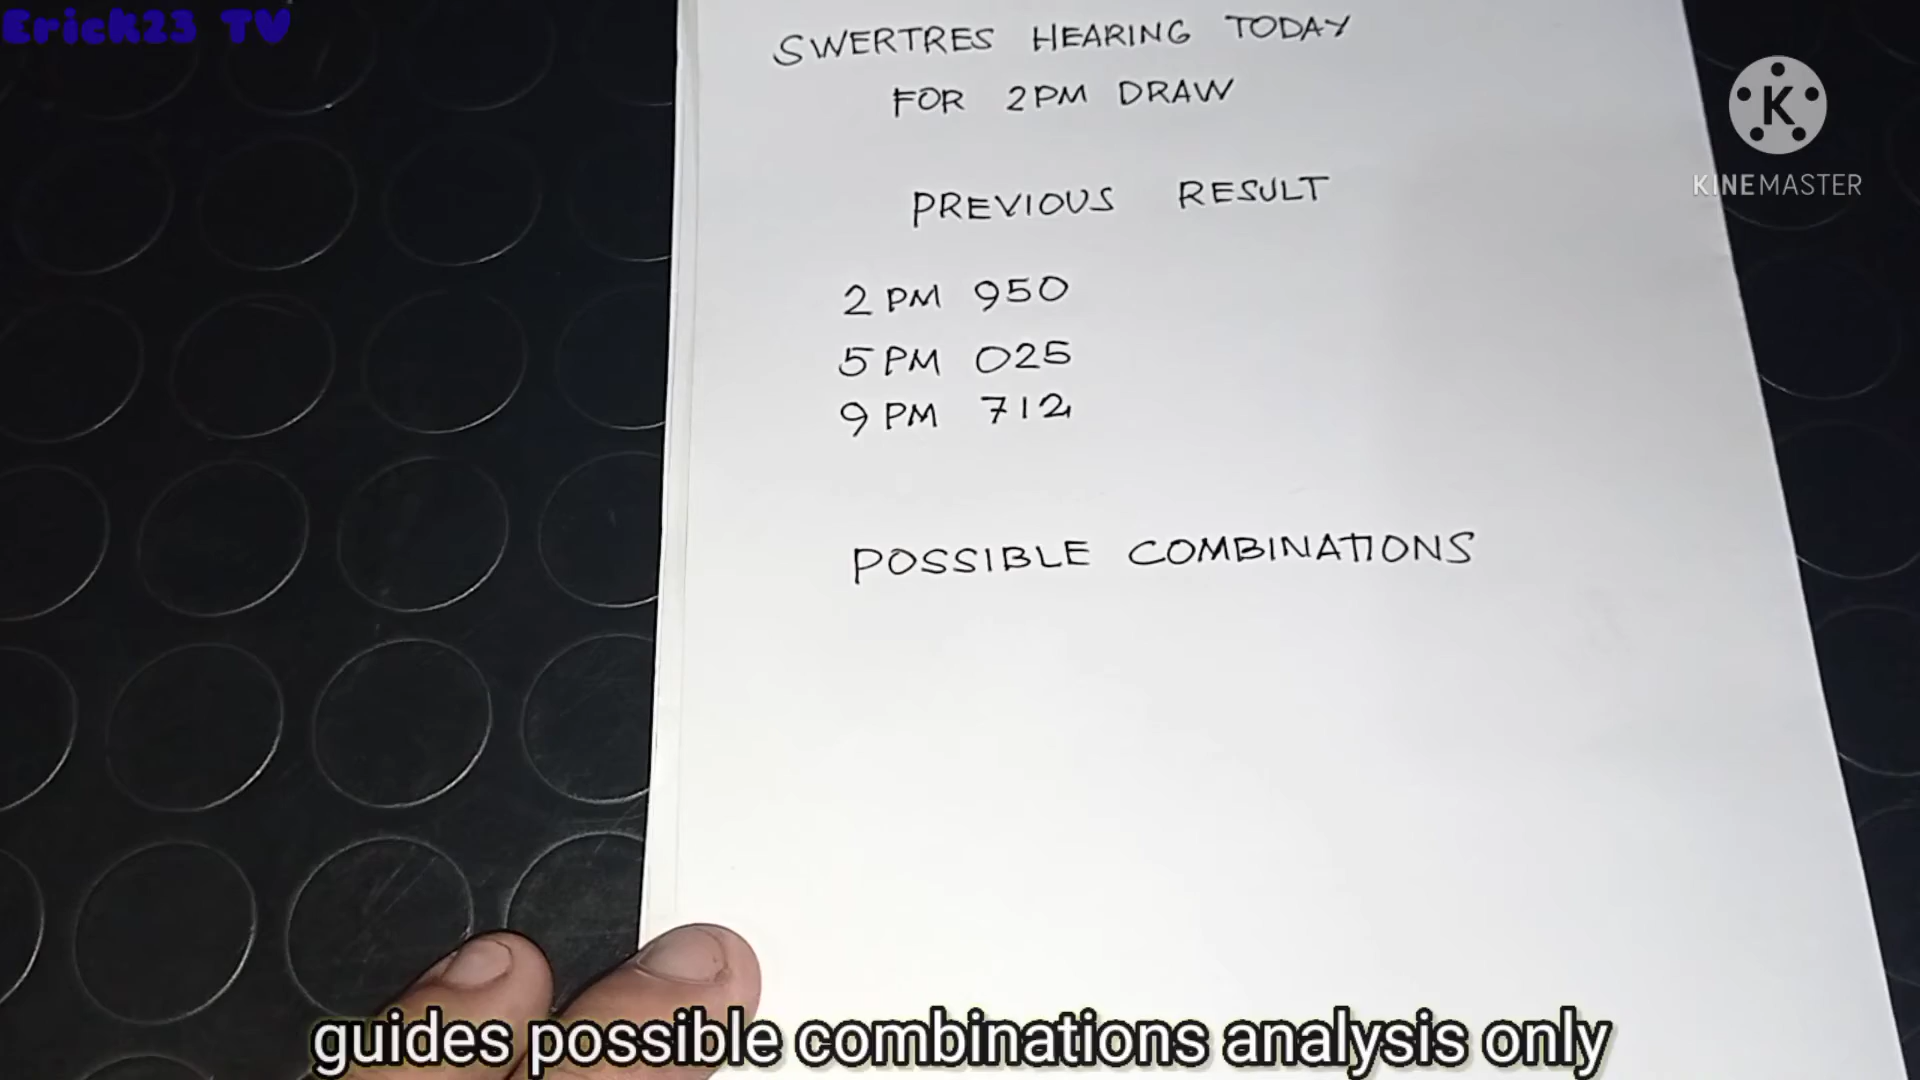 Erick23 TV
SWERTRES HEARING TODAY
FOR 2PM DRAW
K
KINEMASTER
PREVIOUS RESULT
2 PM 950
5 PM 025
9 PM 712
POSSIBLE COMBINATIONS
guides possible combinations analysis only